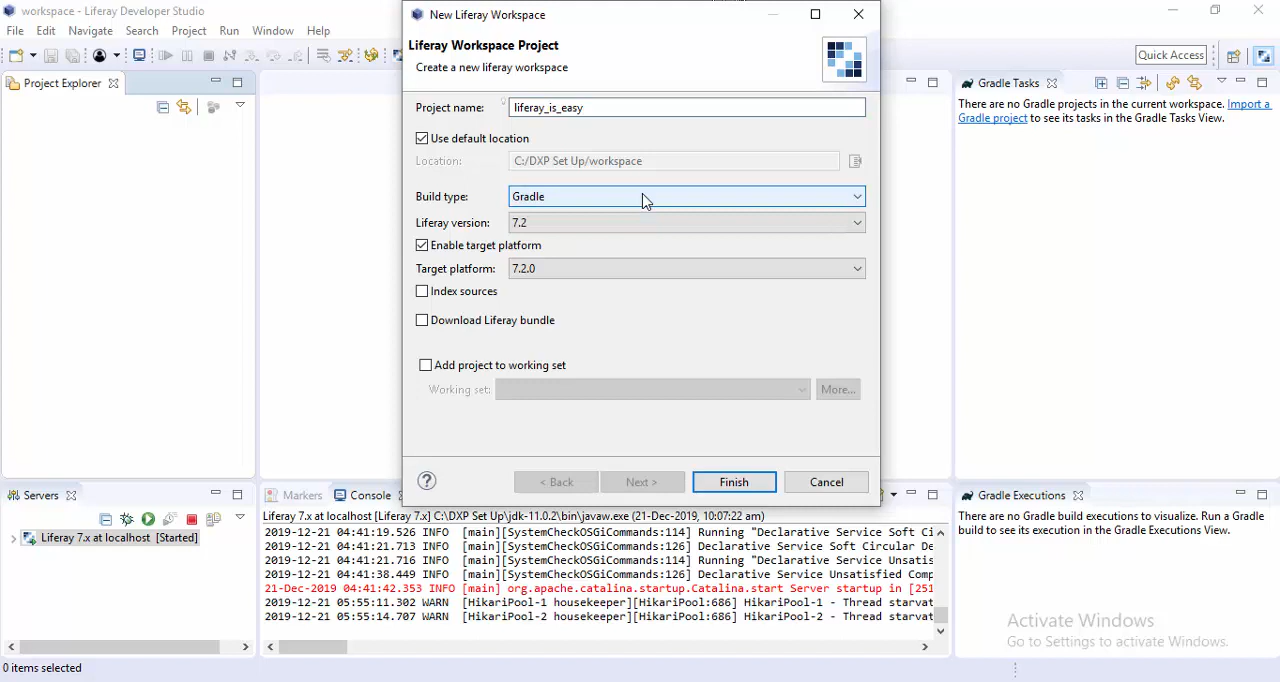 workspace - Liferay Developer Studio
File Edit Navigate Search Project Run Window Help
Quick Access
Project Explorer
New Liferay Workspace
Liferay Workspace Project
Create a new liferay workspace
Project name: liferay_is_easy
Use default location
Location: C:/DXP Set Up/workspace
Build type: Gradle
Liferay version: 7.2
Enable target platform
Target platform: 7.2.0
Index sources
Download Liferay bundle
Add project to working set
Working set: More...
? < Back Next > Finish Cancel
Gradle Tasks
There are no Gradle projects in the current workspace. Import a
Gradle project to see its tasks in the Gradle Tasks View.
Servers
Liferay 7.x at localhost [Started]
Markers Console
Liferay 7.x at localhost [Liferay 7.x] C:\DXP Set Up\jdk-11.0.2\bin\javaw.exe (21-Dec-2019, 10:07:22 am)
2019-12-21 04:41:19.526 INFO [main][SystemCheckOSGiCommands:114] Running "Declarative Service Soft Ci
2019-12-21 04:41:21.713 INFO [main][SystemCheckOSGiCommands:126] Declarative Service Soft Circular De
2019-12-21 04:41:21.716 INFO [main][SystemCheckOSGiCommands:114] Running "Declarative Service Unsatis
2019-12-21 04:41:38.449 INFO [main][SystemCheckOSGiCommands:126] Declarative Service Unsatisfied Comp
21-Dec-2019 04:41:42.353 INFO [main] org.apache.catalina.startup.Catalina.start Server startup in [251
2019-12-21 05:55:11.302 WARN [HikariPool-1 housekeeper][HikariPool:686] HikariPool-1 - Thread starvat
2019-12-21 05:55:14.707 WARN [HikariPool-2 housekeeper][HikariPool:686] HikariPool-2 - Thread starvat
Gradle Executions
There are no Gradle build executions to visualize. Run a Gradle
build to see its execution in the Gradle Executions View.
Activate Windows
Go to Settings to activate Windows.
0 items selected